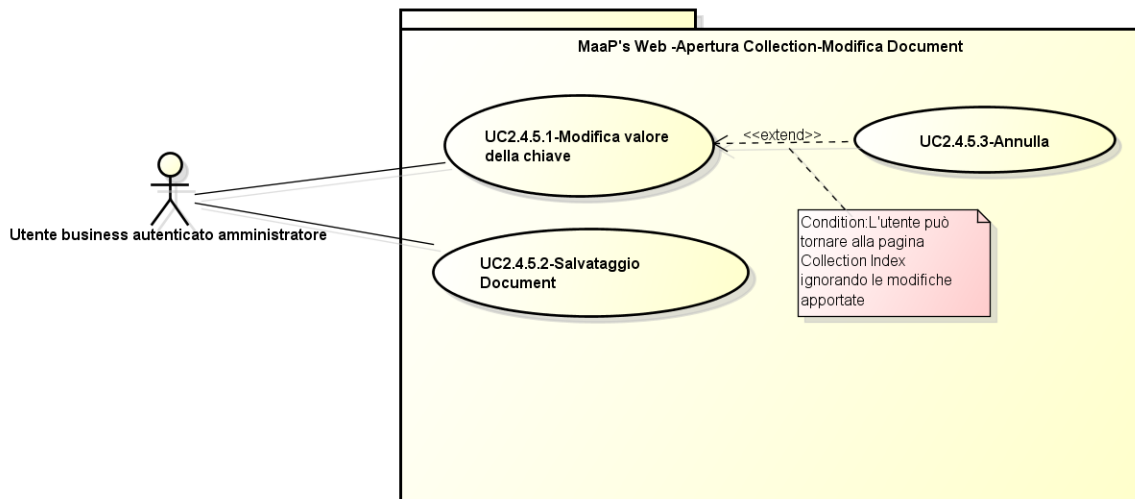 MaaP's Web -Apertura Collection-Modifica Document
UC2.4.5.1-Modifica valore
della chiave
<<extend>>
UC2.4.5.3-Annulla
Utente business autenticato amministratore
Condition:L'utente può
tornare alla pagina
Collection Index
ignorando le modifiche
apportate
UC2.4.5.2-Salvataggio
Document